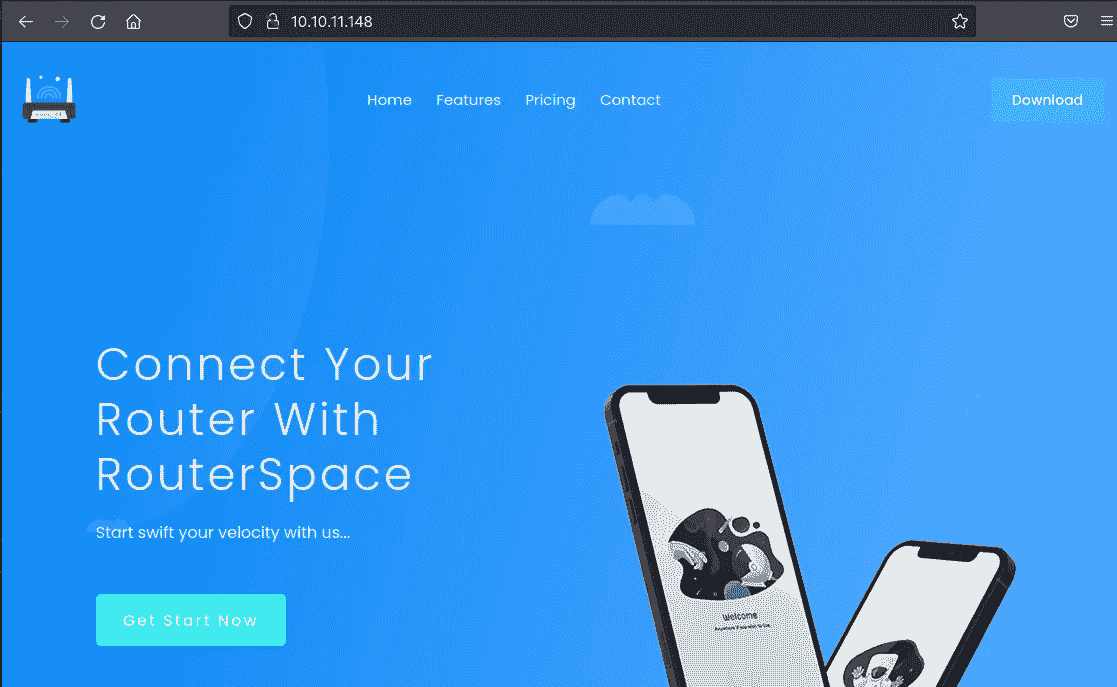 10.10.11.148
Home Features Pricing Contact
Download
Connect Your
Router With
RouterSpace
Start swift your velocity with us...
Get Start Now
Welcome